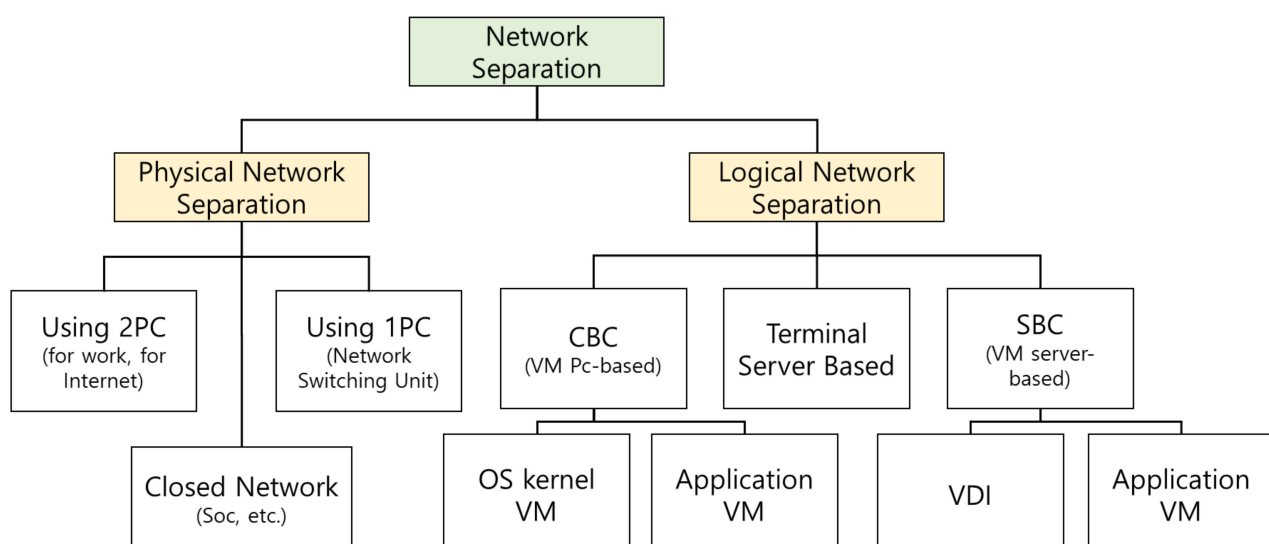 Network
Separation
Physical Network
Separation
Logical Network
Separation
Using 2PC
(for work, for
Internet)
Using 1PC
(Network
Switching Unit)
CBC
(VM Pc-based)
Terminal
Server Based
SBC
(VM server-
based)
Closed Network
(Soc, etc.)
OS kernel
VM
Application
VM
VDI
Application
VM